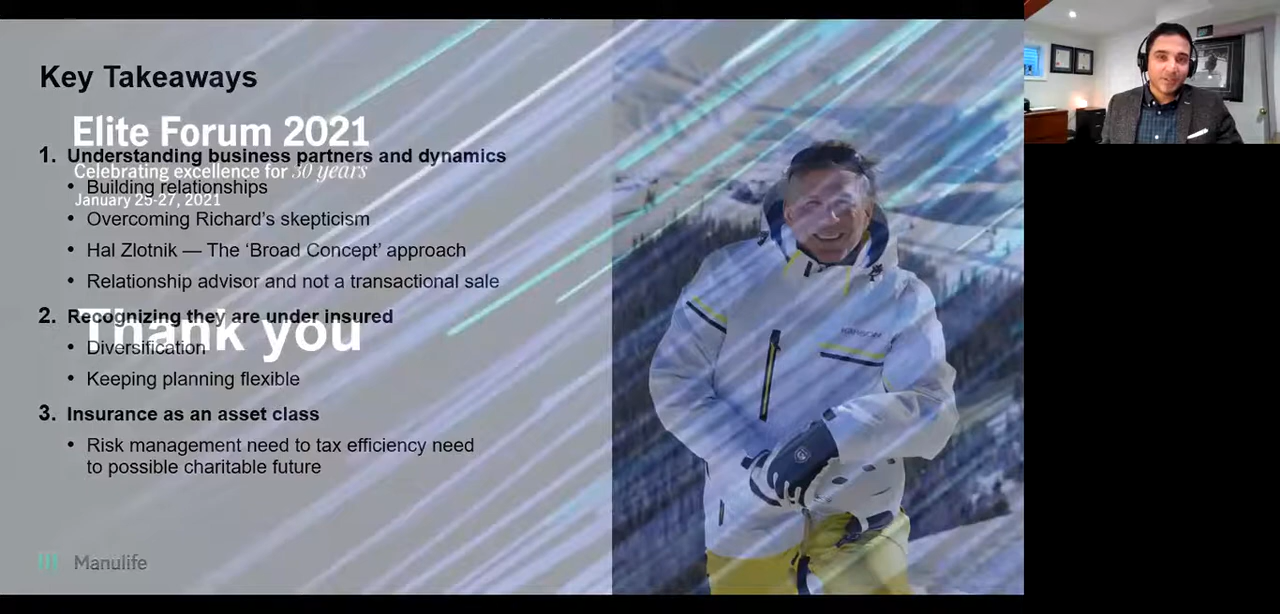 Key Takeaways
Elite Forum 2021
1. Understanding business partners and dynamics
Celebrating excellence for 30 years
• Building relationships
January 25-27, 2021
• Overcoming Richard's skepticism
• Hal Zlotnik — The 'Broad Concept' approach
• Relationship advisor and not a transactional sale
2. Recognizing they are under insured
Thank you
• Diversification
• Keeping planning flexible
3. Insurance as an asset class
• Risk management need to tax efficiency need
to possible charitable future
Manulife